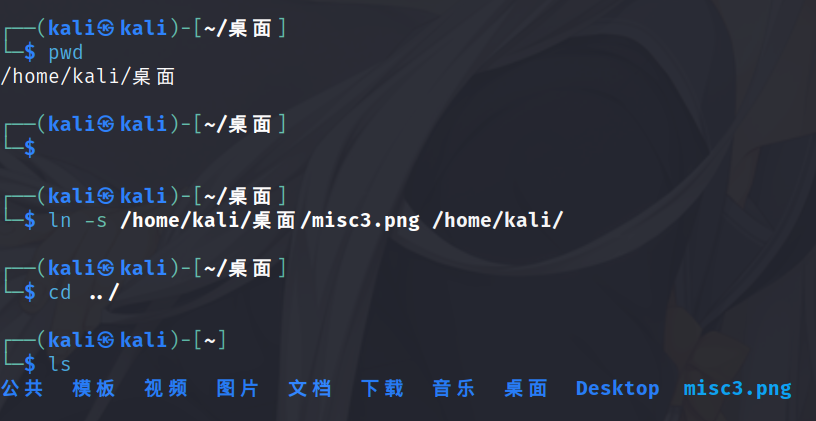 ┌──(kali㉿kali)-[~/桌面]
└─$ pwd
/home/kali/桌面
┌──(kali㉿kali)-[~/桌面]
└─$
┌──(kali㉿kali)-[~/桌面]
└─$ ln -s /home/kali/桌面/misc3.png /home/kali/
┌──(kali㉿kali)-[~/桌面]
└─$ cd ../
┌──(kali㉿kali)-[~]
└─$ ls
公共 模板 视频 图片 文档 下载 音乐 桌面 Desktop misc3.png